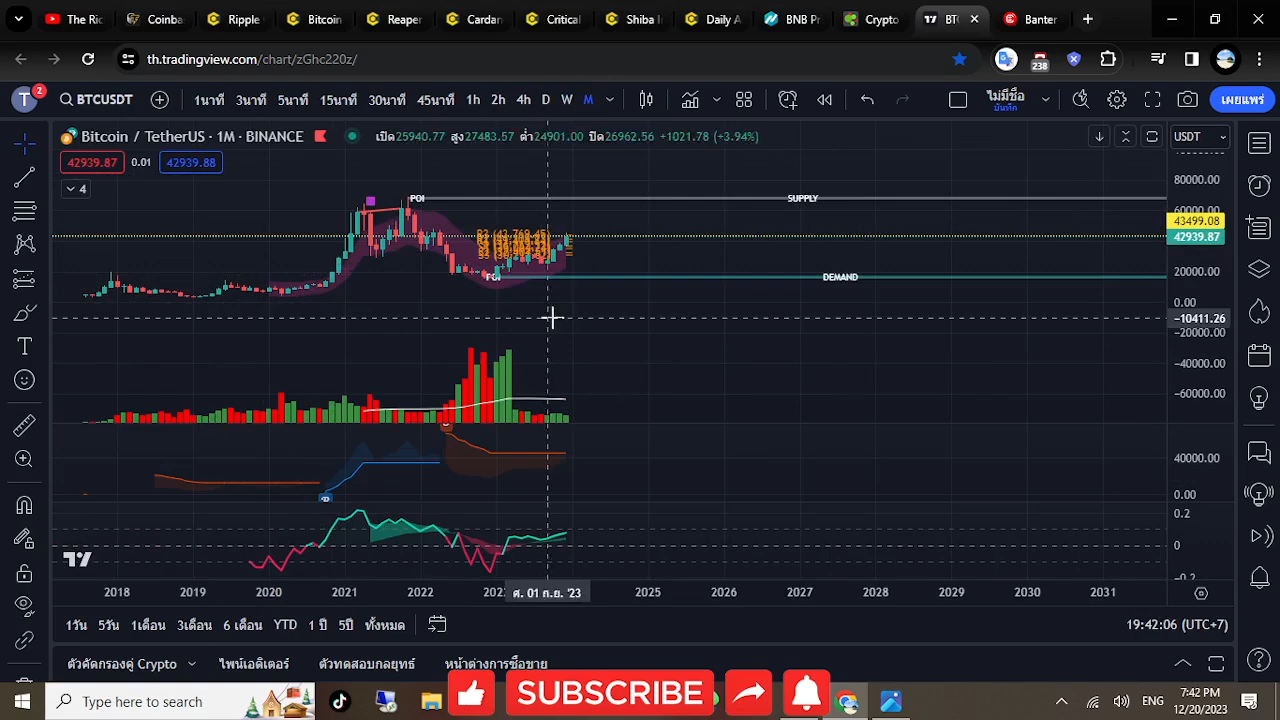 The Ric
Coinba
Ripple
Bitcoin
Reaper
Cardan
Critical
Shiba I
Daily A
BNB Pr
Crypto
BTC
Banter
th.tradingview.com/chart/zGhc220z/
238
T
2
BTCUSDT
1นาที
3นาที
5นาที
15นาที
30นาที
45นาที
1h
2h
4h
D
W
M
ไม่มีชื่อ
บันทึก
เผยแพร่
Bitcoin / TetherUS · 1M · BINANCE
เปิด25940.77 สูง27483.57 ต่ำ24901.00 ปิด26962.56 +1021.78 (+3.94%)
USDT
42939.87
0.01
42939.88
4
80000.00
POI
SUPPLY
60000.00
43499.08
42939.87
20000.00
POI
DEMAND
0.00
−10411.26
−20000.00
−40000.00
−60000.00
40000.00
0.00
0.2
0
−0.2
2018
2019
2020
2021
2022
ศ. 01 ก.ย. '23
2025
2026
2027
2028
2029
2030
2031
1วัน
5วัน
1เดือน
3เดือน
6 เดือน
YTD
1 ปี
5ปี
ทั้งหมด
19:42:06 (UTC+7)
ตัวคัดกรองคู่ Crypto
ไพน์เอดิเตอร์
ตัวทดสอบกลยุทธ์
หน้าต่างการซื้อขาย
SUBSCRIBE
Type here to search
ENG
7:42 PM
12/20/2023